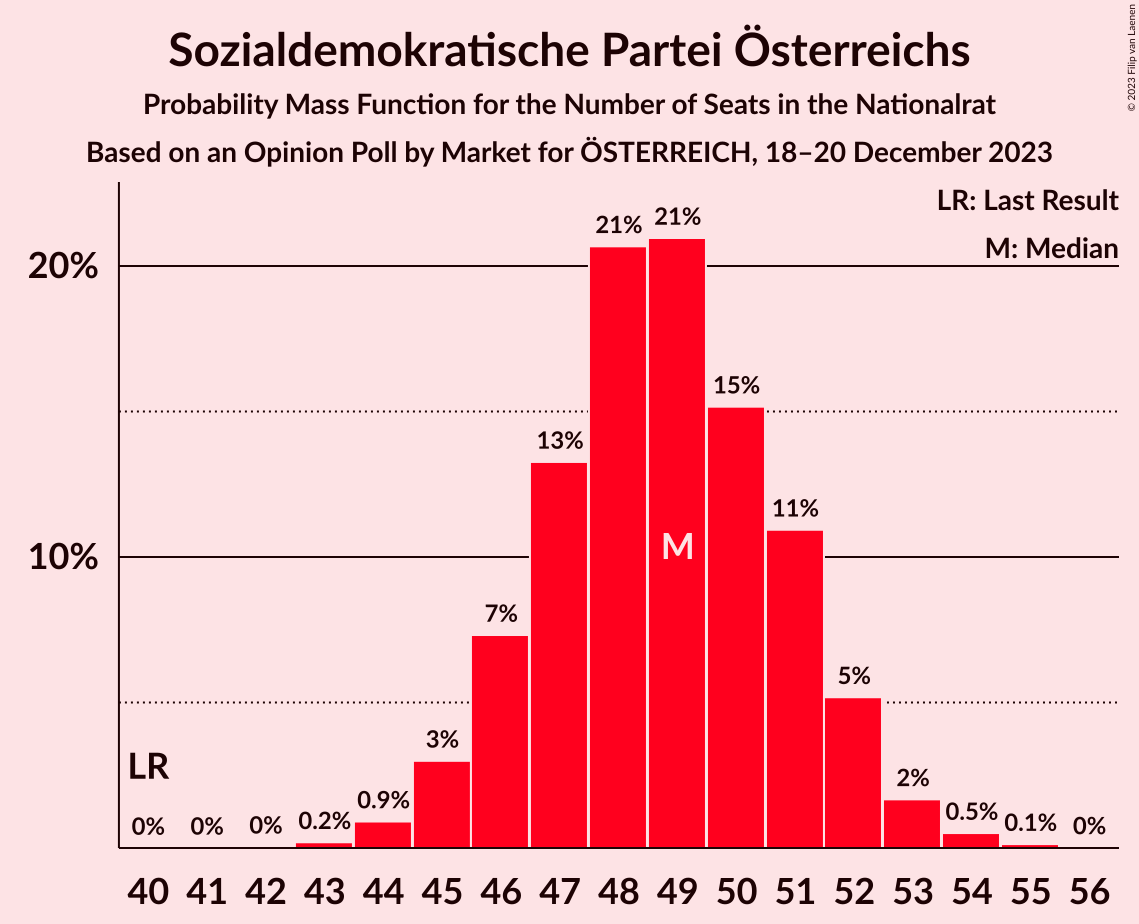 Sozialdemokratische Partei Österreichs
Probability Mass Function for the Number of Seats in the Nationalrat
Based on an Opinion Poll by Market for ÖSTERREICH, 18–20 December 2023
© 2023 Filip van Laenen
LR: Last Result
M: Median
20%
10%
21%
21%
15%
13%
11%
M
7%
5%
3%
2%
LR
0%
0%
0%
0.2%
0.9%
0.5%
0.1%
0%
40 41 42 43 44 45 46 47 48 49 50 51 52 53 54 55 56